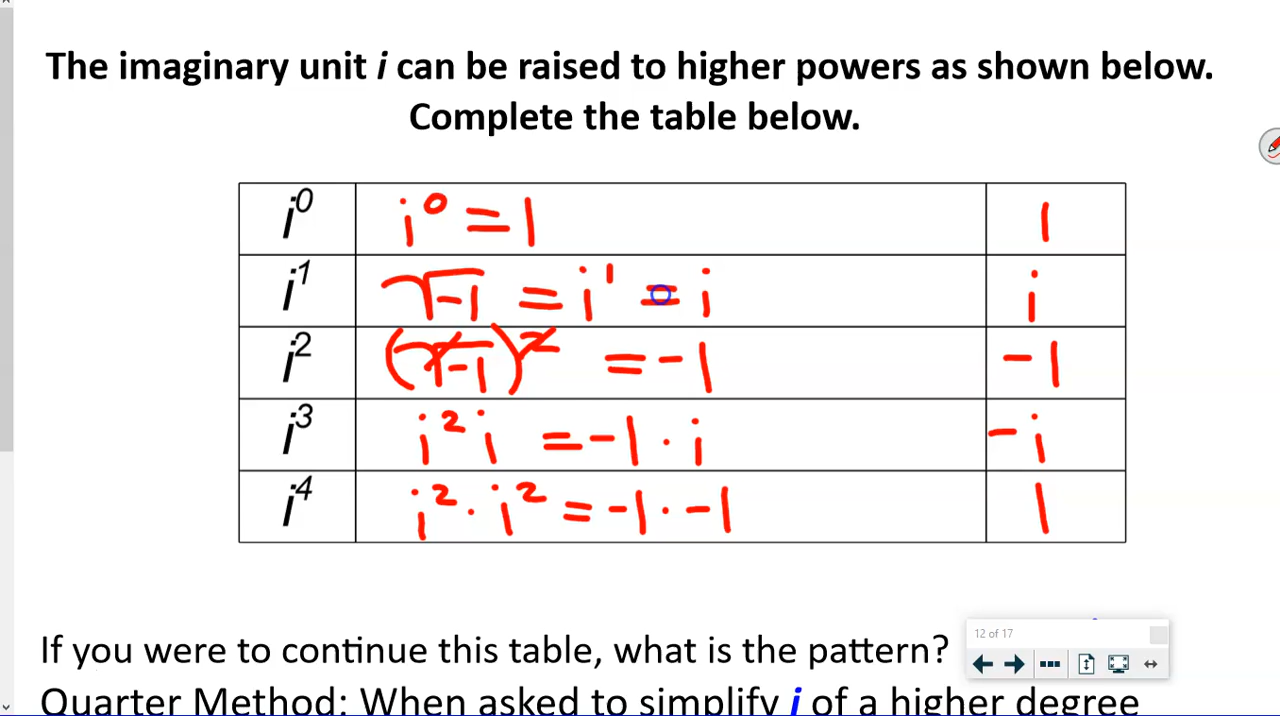 The imaginary unit i can be raised to higher powers as shown below.
Complete the table below.
i⁰ i⁰ = 1 1
i¹ √-1 = i¹ = i i
i² (√-1)² = -1 -1
i³ i² i = -1 · i -i
i⁴ i² · i² = -1 · -1 1
If you were to continue this table, what is the pattern?
12 of 17
Quarter Method: When asked to simplify i of a higher degree